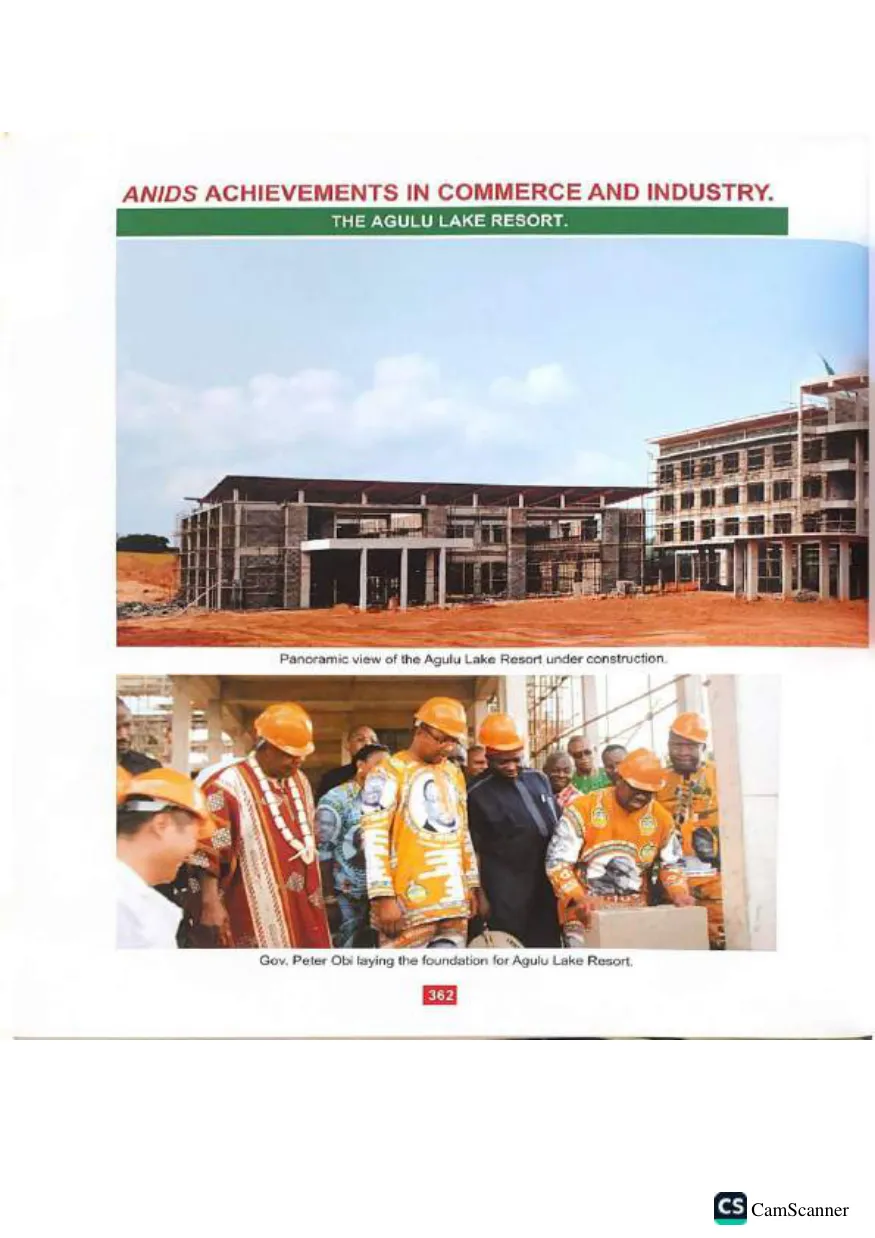 ANIDS ACHIEVEMENTS IN COMMERCE AND INDUSTRY.
THE AGULU LAKE RESORT.
Panoramic view of the Agulu Lake Resort under construction.
Gov. Peter Obi laying the foundation for Agulu Lake Resort.
362
CS CamScanner